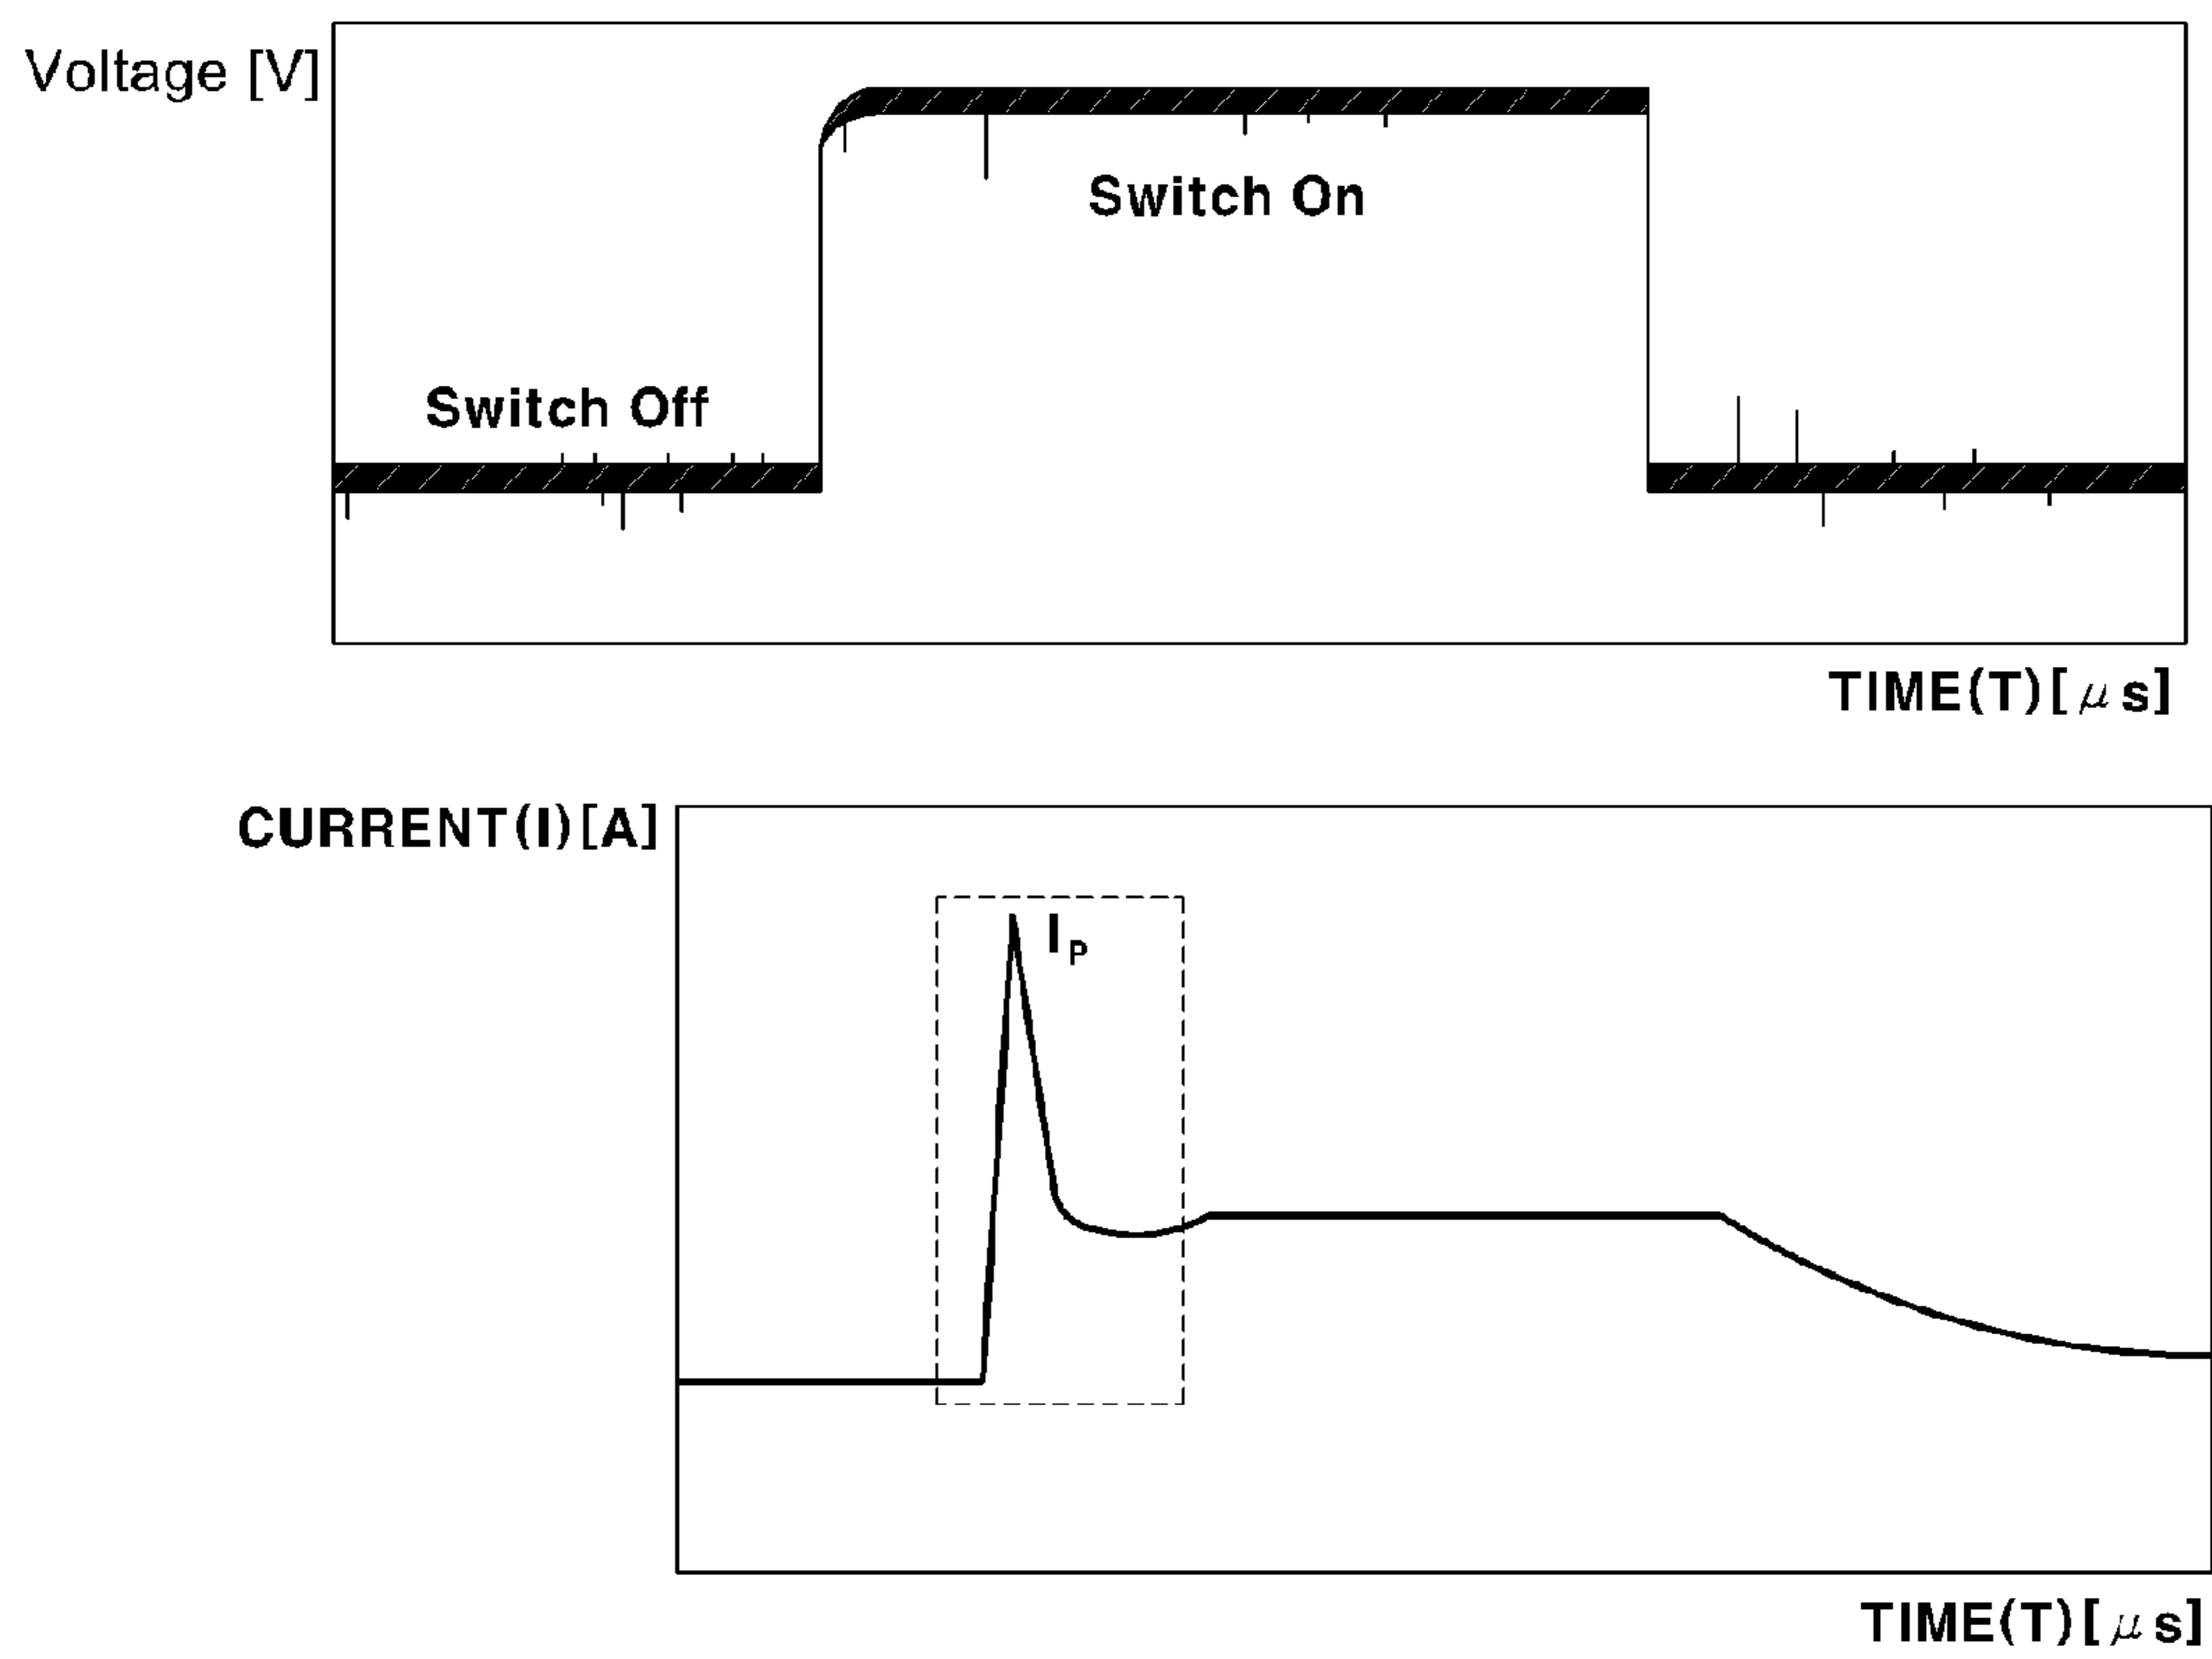 Voltage [V]
Switch On
Switch Off
TIME(T)[μs]
CURRENT(I)[A]
IP
TIME(T)[μs]